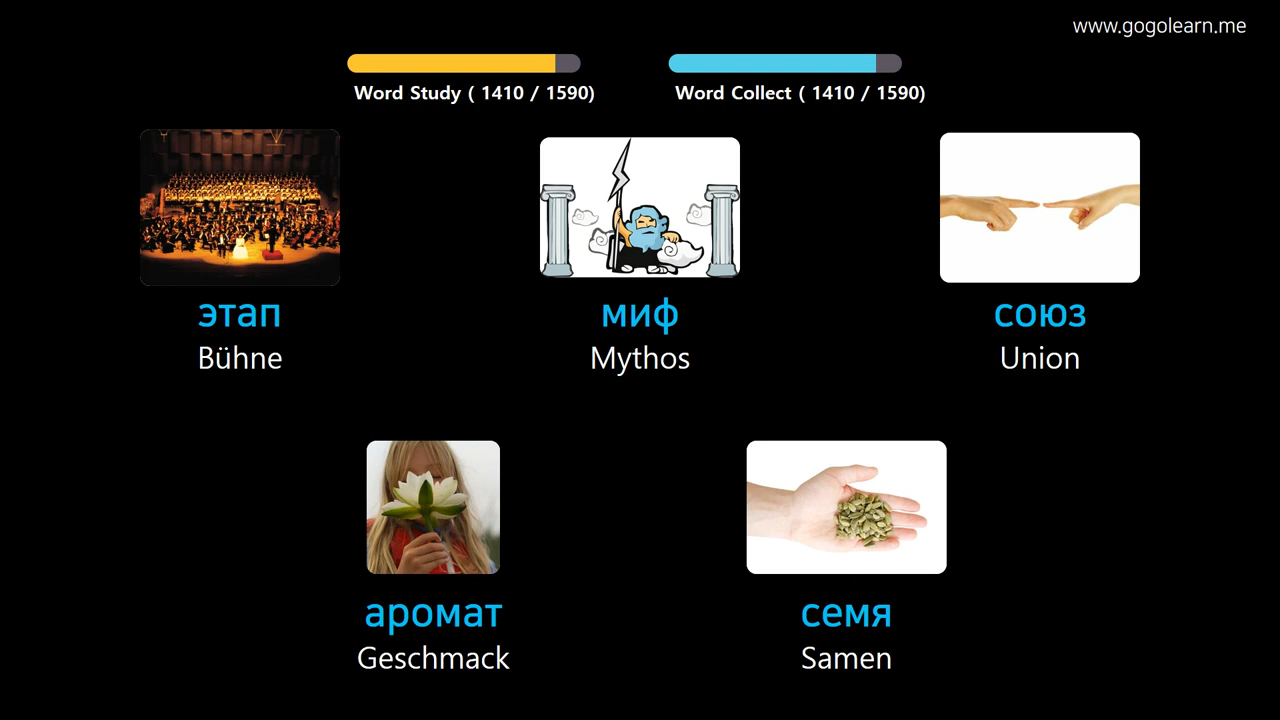 www.gogolearn.me
Word Study ( 1410 / 1590)
Word Collect ( 1410 / 1590)
этап
Bühne
миф
Mythos
союз
Union
аромат
Geschmack
семя
Samen